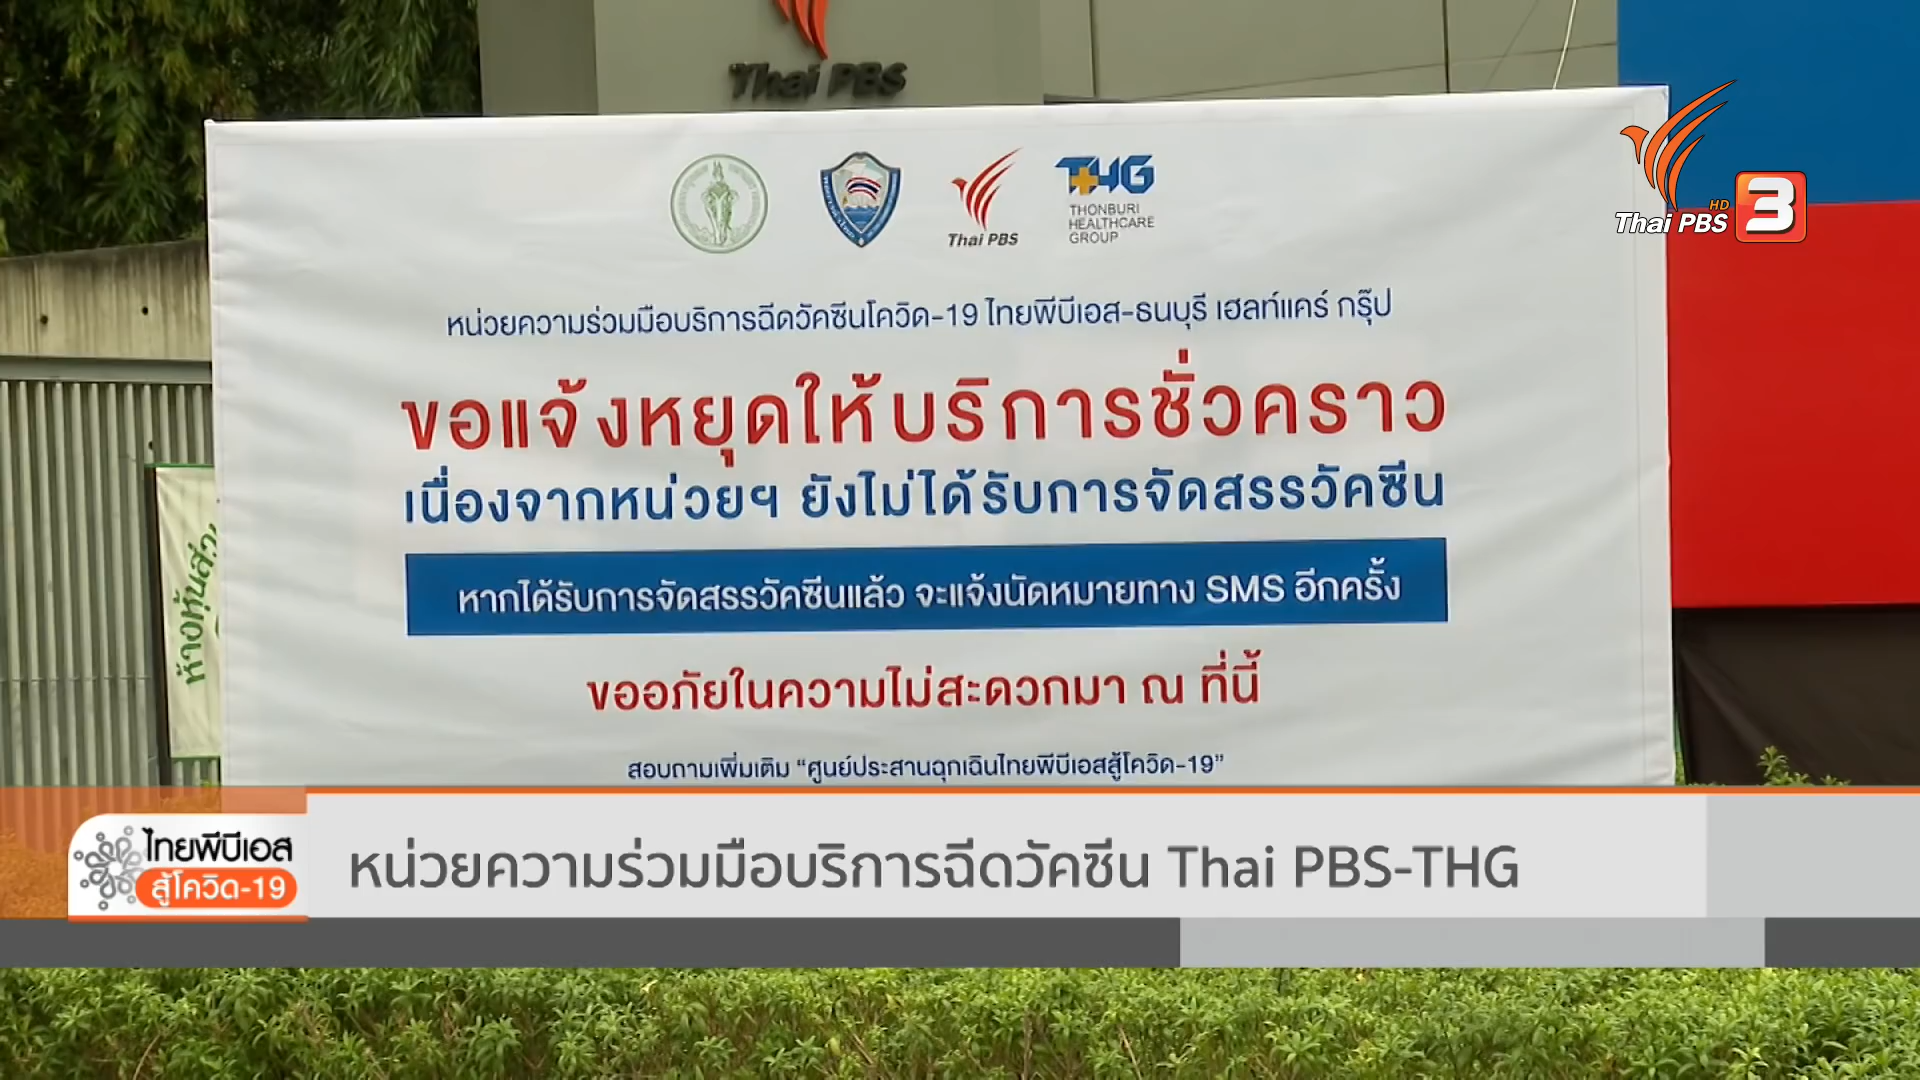 Thai PBS
THG
THONBURI
HEALTHCARE
GROUP
Thai PBS
Thai PBS HD 3
หน่วยความร่วมมือบริการฉีดวัคซีนโควิด-19 ไทยพีบีเอส-ธนบุรี เฮลท์แคร์ กรุ๊ป
ขอแจ้งหยุดให้บริการชั่วคราว
เนื่องจากหน่วยฯ ยังไม่ได้รับการจัดสรรวัคซีน
หากได้รับการจัดสรรวัคซีนแล้ว จะแจ้งนัดหมายทาง SMS อีกครั้ง
ห้างหุ้นส่ว
ขออภัยในความไม่สะดวกมา ณ ที่นี้
สอบถามเพิ่มเติม “ศูนย์ประสานฉุกเฉินไทยพีบีเอสสู้โควิด-19”
ไทยพีบีเอส
สู้โควิด-19
หน่วยความร่วมมือบริการฉีดวัคซีน Thai PBS-THG